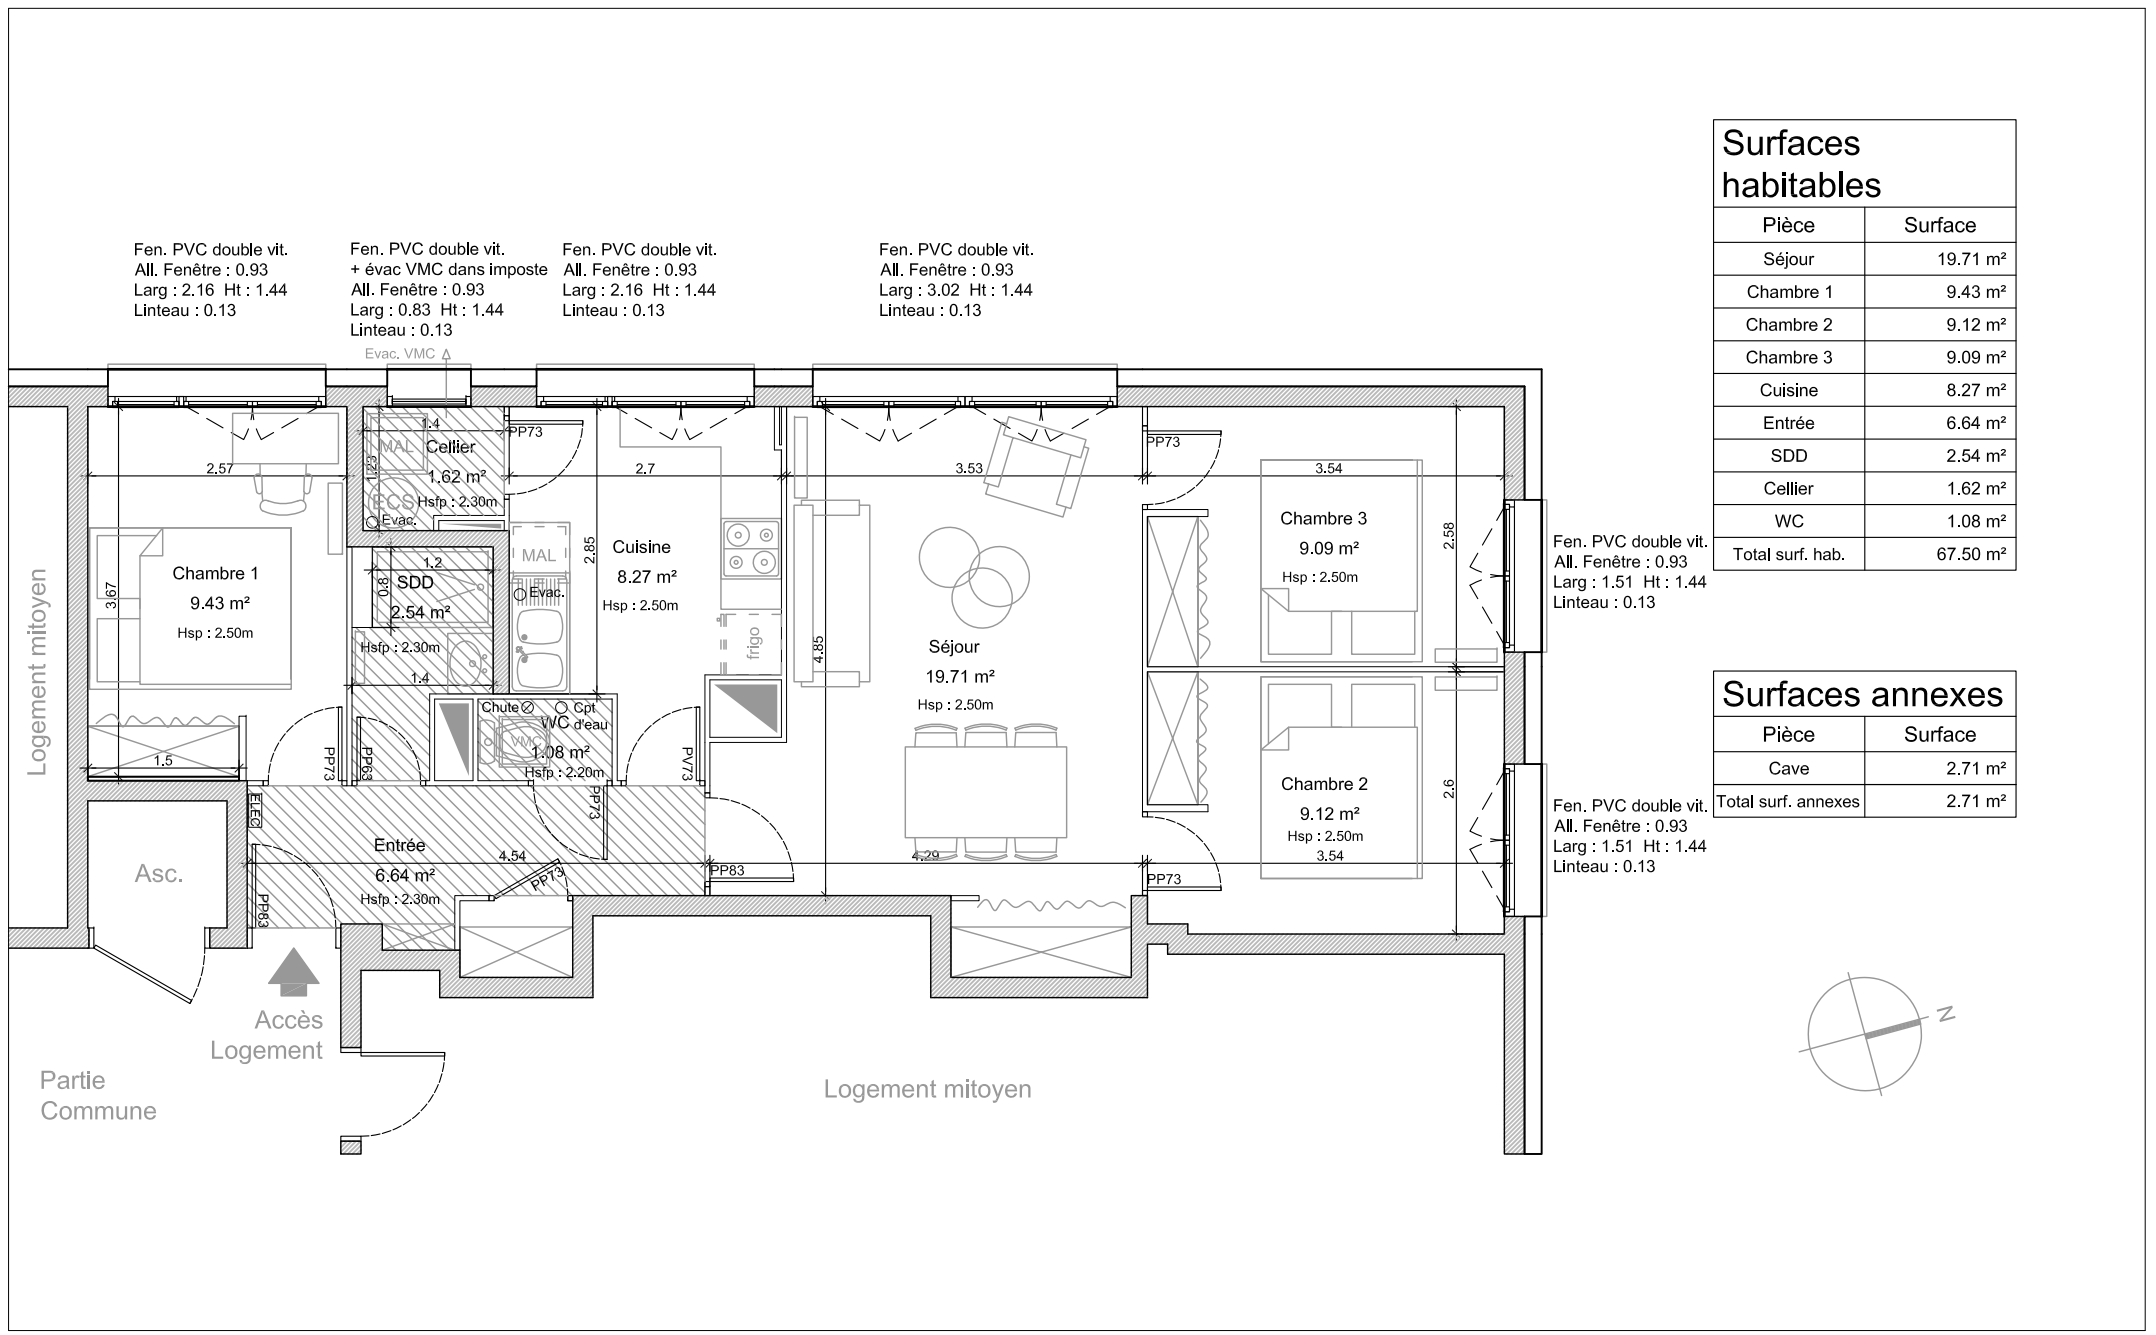 Surfaces
habitables
Pièce Surface
Séjour 19.71 m²
Chambre 1 9.43 m²
Chambre 2 9.12 m²
Chambre 3 9.09 m²
Cuisine 8.27 m²
Entrée 6.64 m²
SDD 2.54 m²
Cellier 1.62 m²
WC 1.08 m²
Total surf. hab. 67.50 m²
Surfaces annexes
Pièce Surface
Cave 2.71 m²
Total surf. annexes 2.71 m²
Fen. PVC double vit.
All. Fenêtre : 0.93
Larg : 2.16 Ht : 1.44
Linteau : 0.13
Fen. PVC double vit.
+ évac VMC dans imposte
All. Fenêtre : 0.93
Larg : 0.83 Ht : 1.44
Linteau : 0.13
Evac. VMC
Fen. PVC double vit.
All. Fenêtre : 0.93
Larg : 2.16 Ht : 1.44
Linteau : 0.13
Fen. PVC double vit.
All. Fenêtre : 0.93
Larg : 3.02 Ht : 1.44
Linteau : 0.13
Fen. PVC double vit.
All. Fenêtre : 0.93
Larg : 1.51 Ht : 1.44
Linteau : 0.13
Fen. PVC double vit.
All. Fenêtre : 0.93
Larg : 1.51 Ht : 1.44
Linteau : 0.13
Logement mitoyen
2.57
3.67
Chambre 1
9.43 m²
Hsp : 2.50m
1.5
PP73
1.4
1.23
MAL
Cellier
1.62 m²
ECS
Hsfp : 2.30m
Evac.
PP73
1.2
0.8
SDD
2.54 m²
Hsfp : 2.30m
1.4
PP63
2.7
2.85
MAL
Evac.
Cuisine
8.27 m²
Hsp : 2.50m
frigo
Chute
Cpt
d'eau
WC
VMC
1.08 m²
Hsfp : 2.20m
PV73
PP73
3.53
4.85
Séjour
19.71 m²
Hsp : 2.50m
4.29
PP83
PP73
3.54
2.58
Chambre 3
9.09 m²
Hsp : 2.50m
Chambre 2
9.12 m²
Hsp : 2.50m
2.6
3.54
PP73
ELEC
Entrée
4.54
6.64 m²
Hsfp : 2.30m
PP73
PP83
Asc.
Accès
Logement
Partie
Commune
Logement mitoyen
N